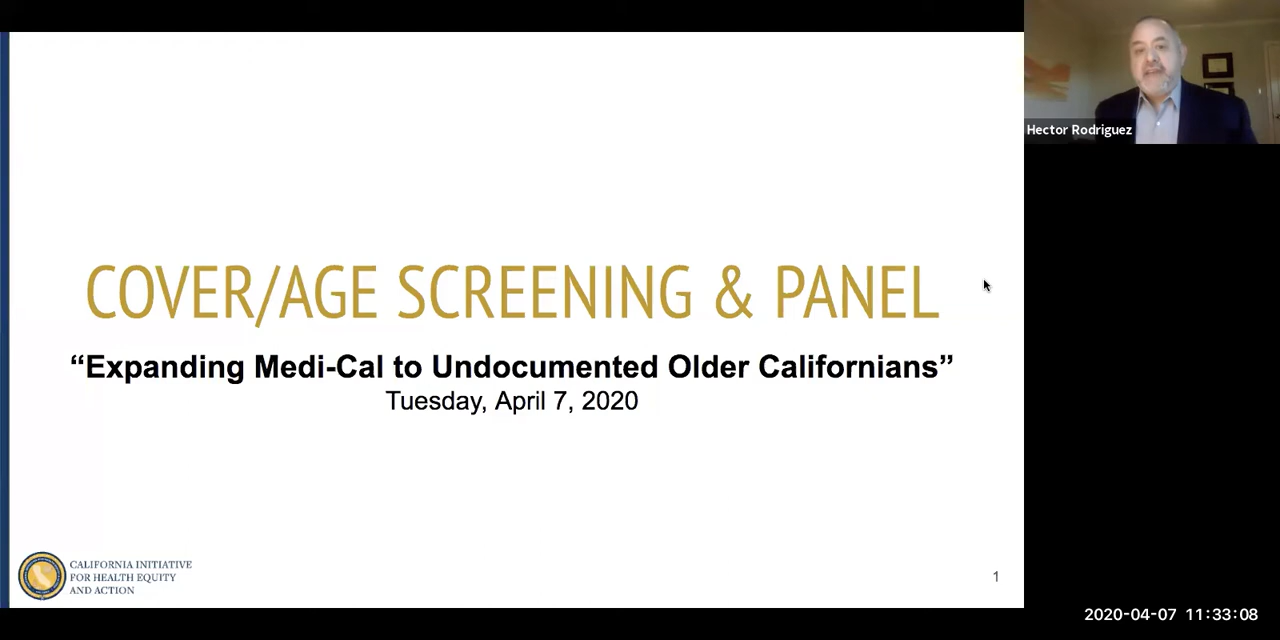 Hector Rodriguez
COVER/AGE SCREENING & PANEL
“Expanding Medi-Cal to Undocumented Older Californians”
Tuesday, April 7, 2020
CALIFORNIA INITIATIVE
FOR HEALTH EQUITY
AND ACTION
1
2020-04-07 11:33:08